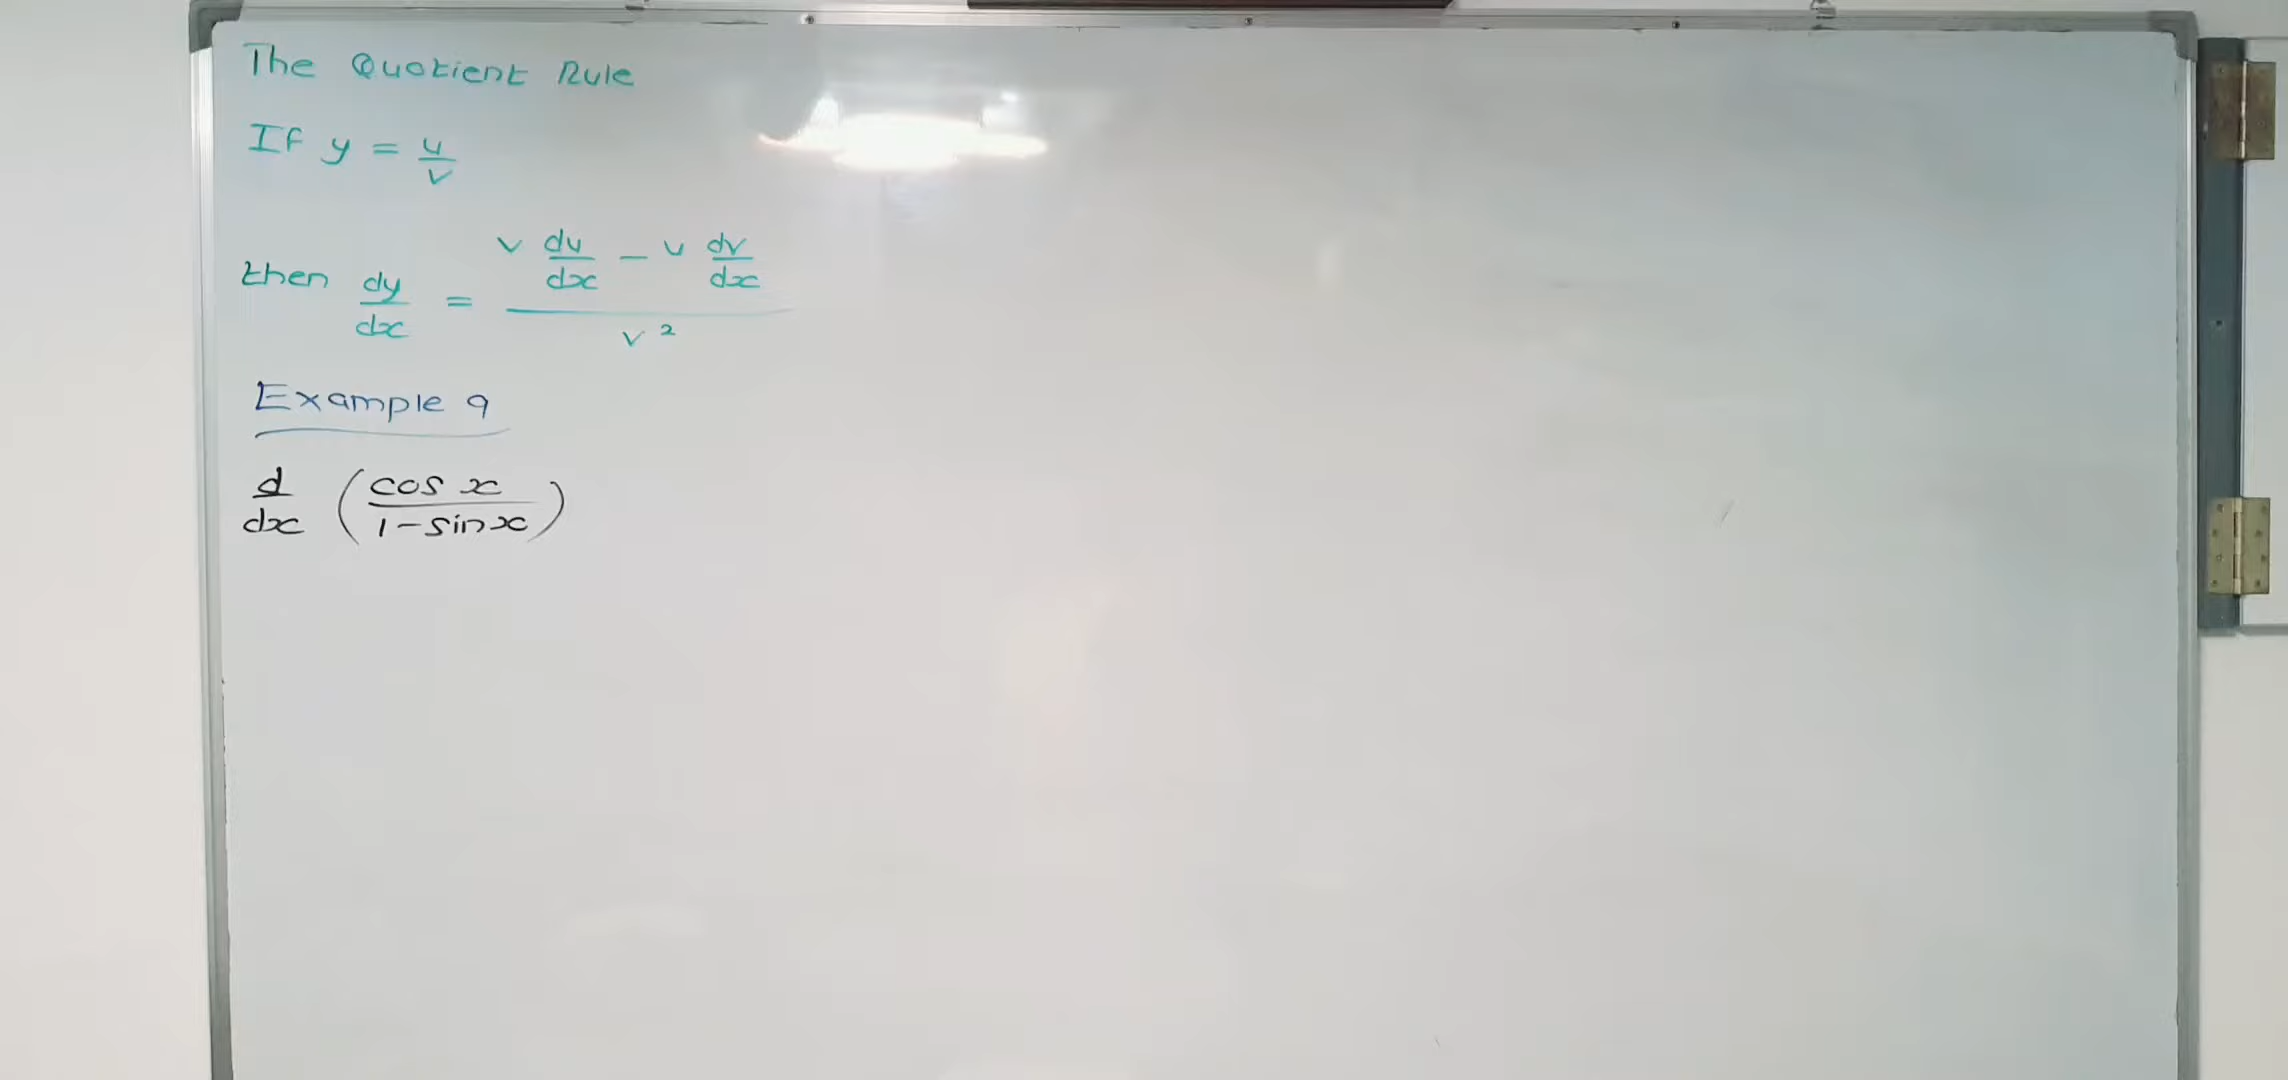 The Quotient Rule
If y = u/v
then dy/dx = (v du/dx - u dv/dx) / v²
Example 9
d/dx (cos x / 1 - sin x)